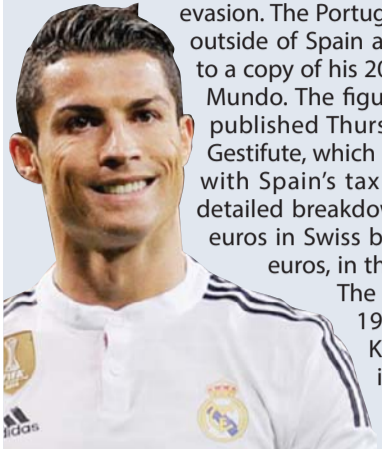 evasion. The Portug
outside of Spain a
to a copy of his 20
Mundo. The figu
published Thurs
Gestifute, which
with Spain's tax
detailed breakdow
euros in Swiss b
euros, in th
The
19
K
i
adidas